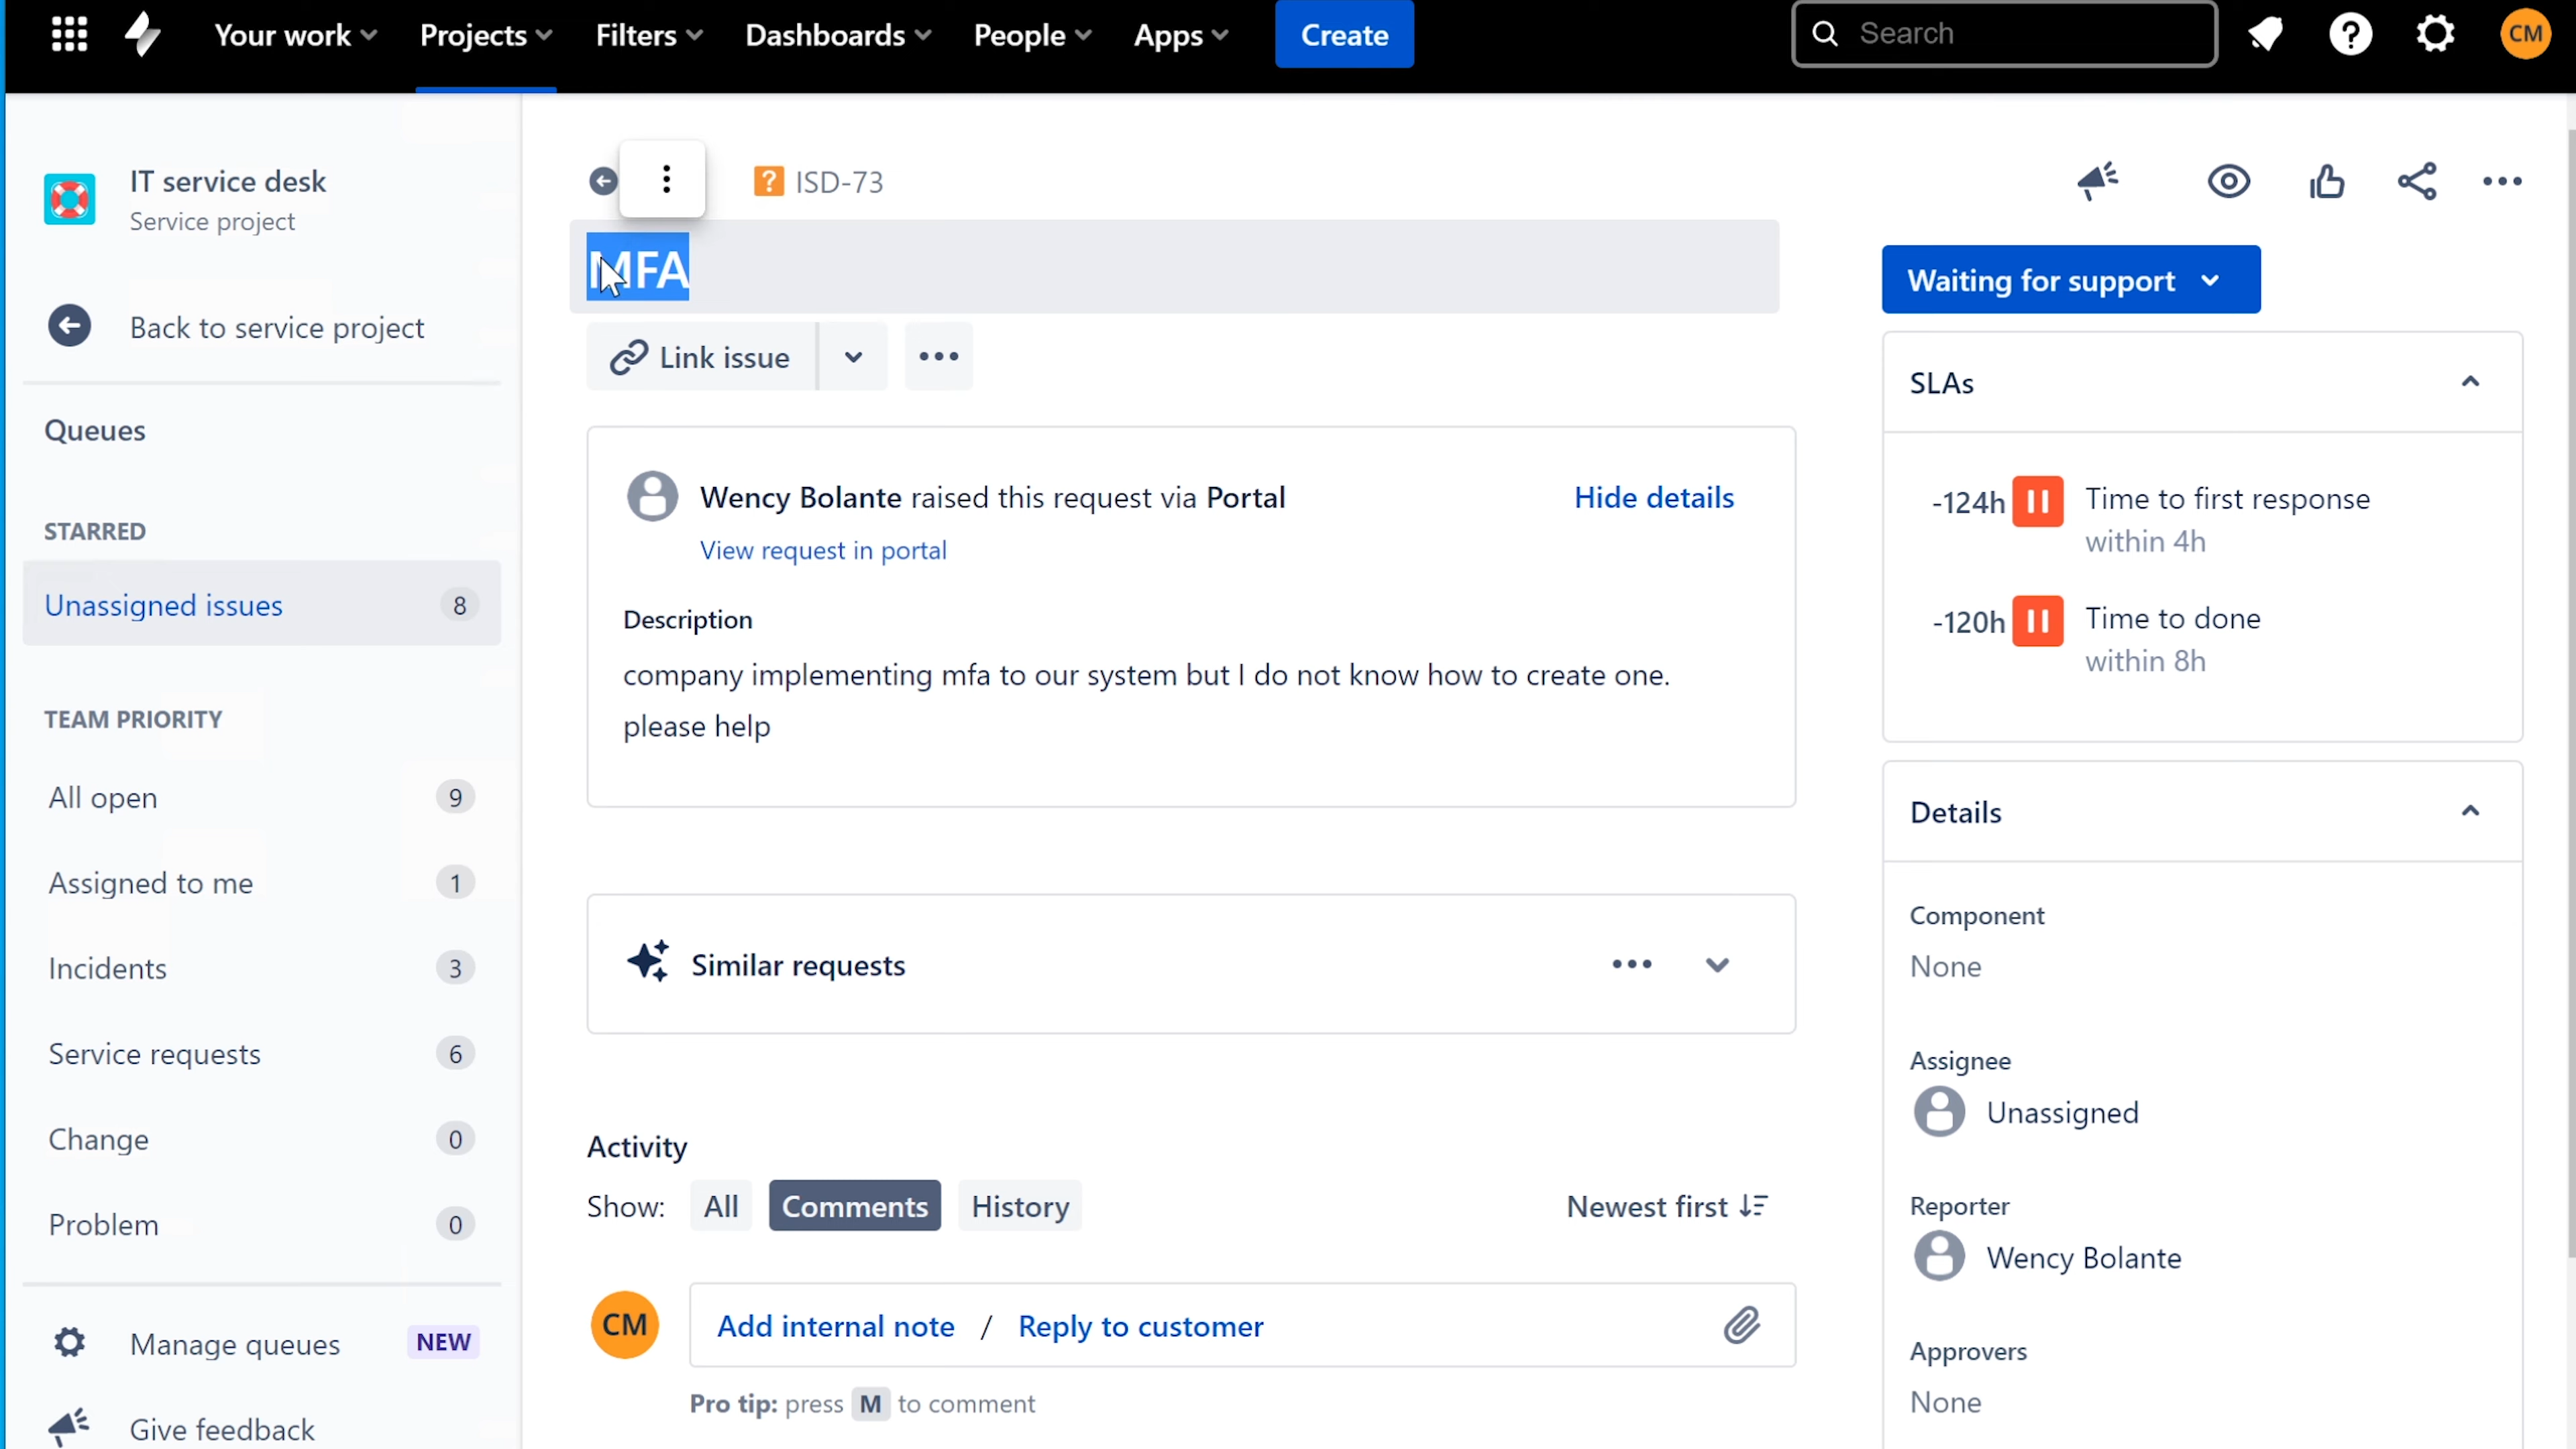 Your work Projects Filters Dashboards People Apps Create Search CM
IT service desk
Service project
Back to service project
Queues
STARRED
Unassigned issues 8
TEAM PRIORITY
All open 9
Assigned to me 1
Incidents 3
Service requests 6
Change 0
Problem 0
Manage queues NEW
Give feedback
? ISD-73
MFA
Link issue
Wency Bolante raised this request via Portal Hide details
View request in portal
Description
company implementing mfa to our system but I do not know how to create one.
please help
Similar requests
Activity
Show: All Comments History Newest first
CM Add internal note / Reply to customer
Pro tip: press M to comment
Waiting for support
SLAs
-124h Time to first response
within 4h
-120h Time to done
within 8h
Details
Component
None
Assignee
Unassigned
Reporter
Wency Bolante
Approvers
None